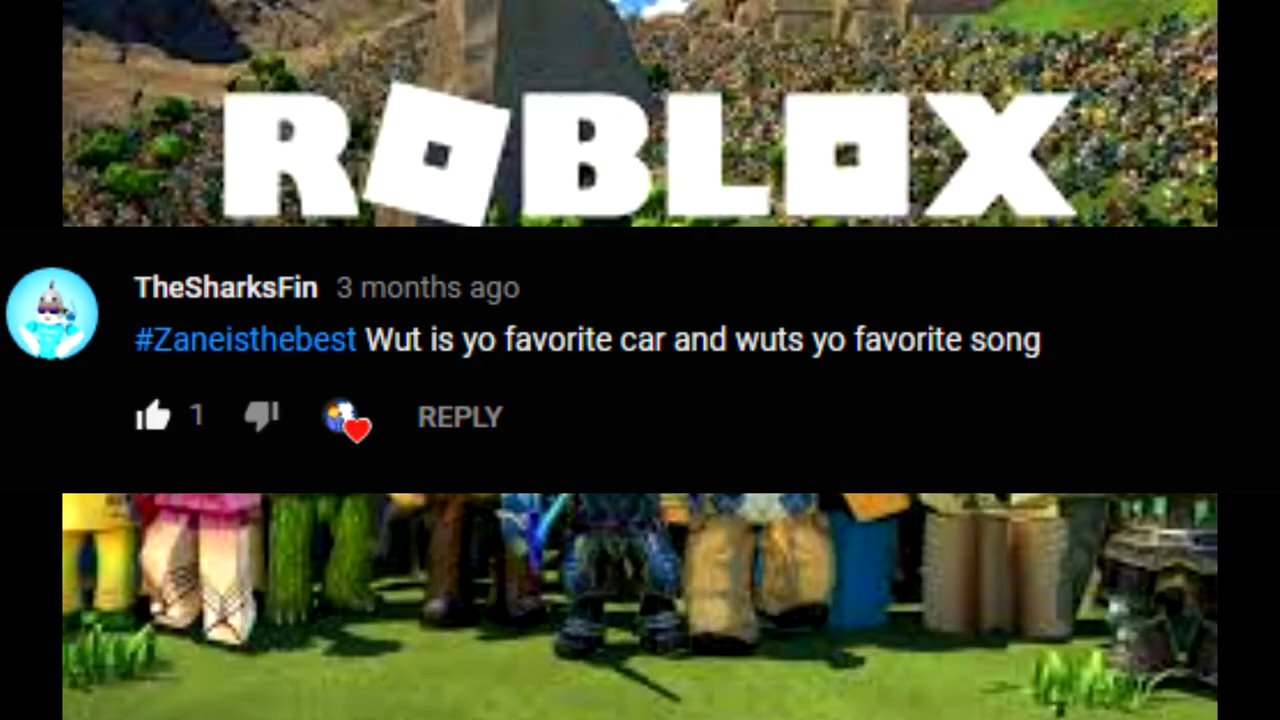 ROBLOX
TheSharksFin 3 months ago
#Zaneisthebest Wut is yo favorite car and wuts yo favorite song
1 REPLY